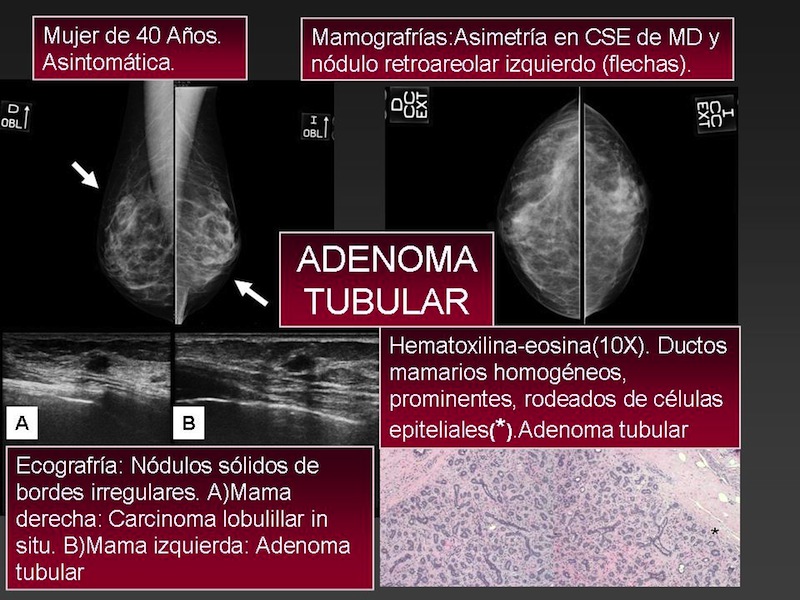 Mujer de 40 Años.
Asintomática.
Mamografrías:Asimetría en CSE de MD y
nódulo retroareolar izquierdo (flechas).
D
OBL
I
OBL
D
CC
EXT
I
CC
EXT
ADENOMA
TUBULAR
A
B
Hematoxilina-eosina(10X). Ductos
mamarios homogéneos,
prominentes, rodeados de células
epiteliales(*).Adenoma tubular
Ecografría: Nódulos sólidos de
bordes irregulares. A)Mama
derecha: Carcinoma lobulillar in
situ. B)Mama izquierda: Adenoma
tubular
*